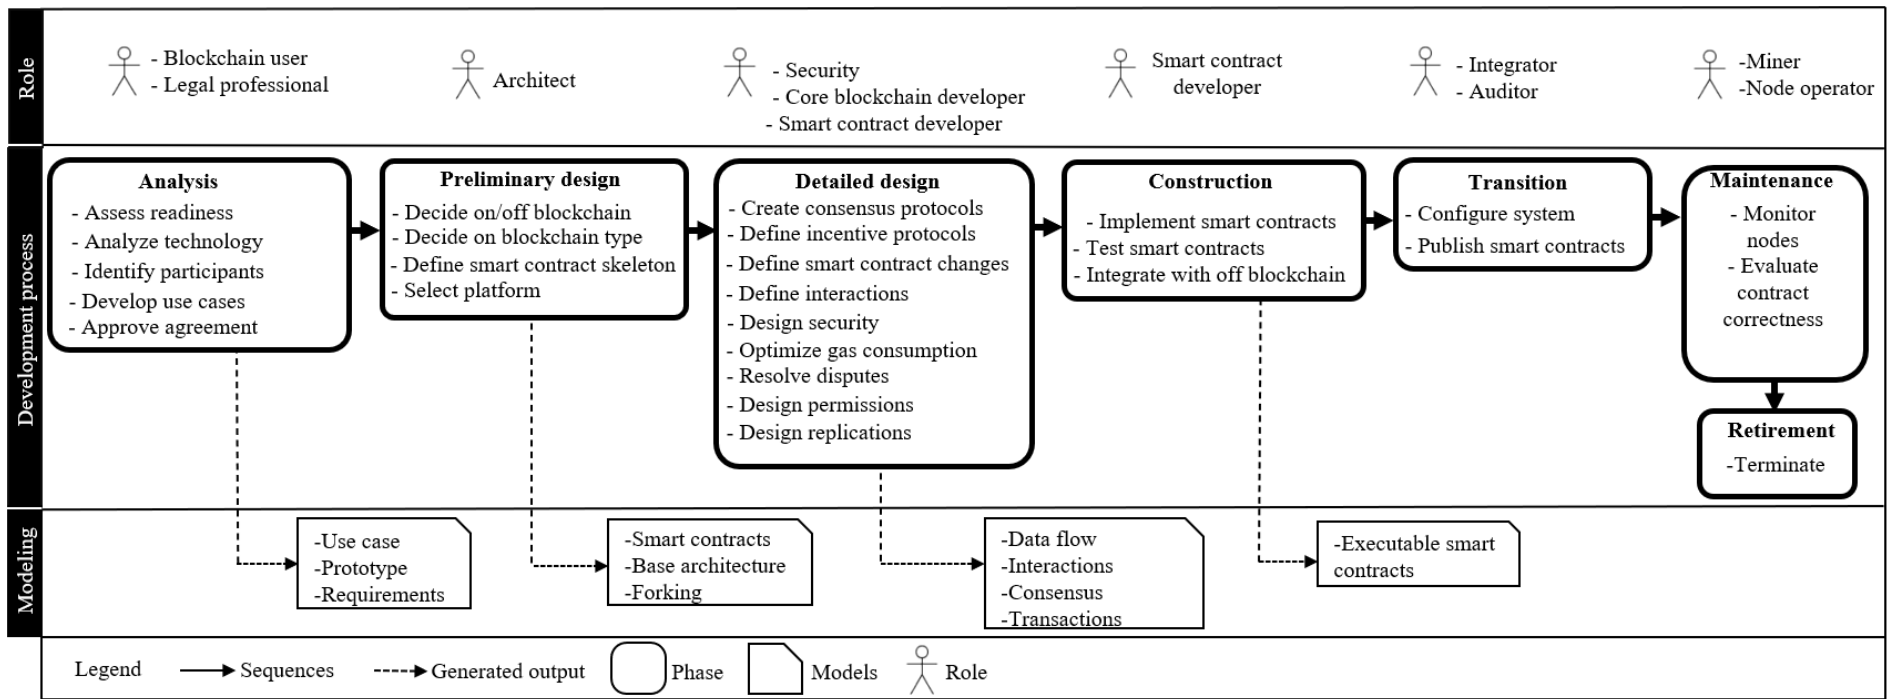 Role
- Blockchain user
- Legal professional
Architect
- Security
- Core blockchain developer
- Smart contract developer
Smart contract
developer
- Integrator
- Auditor
-Miner
-Node operator
Development process
Analysis
- Assess readiness
- Analyze technology
- Identify participants
- Develop use cases
- Approve agreement
Preliminary design
- Decide on/off blockchain
- Decide on blockchain type
- Define smart contract skeleton
- Select platform
Detailed design
- Create consensus protocols
- Define incentive protocols
- Define smart contract changes
- Define interactions
- Design security
- Optimize gas consumption
- Resolve disputes
- Design permissions
- Design replications
Construction
- Implement smart contracts
- Test smart contracts
- Integrate with off blockchain
Transition
- Configure system
- Publish smart contracts
Maintenance
- Monitor
nodes
- Evaluate
contract
correctness
Retirement
-Terminate
Modeling
-Use case
-Prototype
-Requirements
-Smart contracts
-Base architecture
-Forking
-Data flow
-Interactions
-Consensus
-Transactions
-Executable smart
contracts
Legend
Sequences
Generated output
Phase
Models
Role